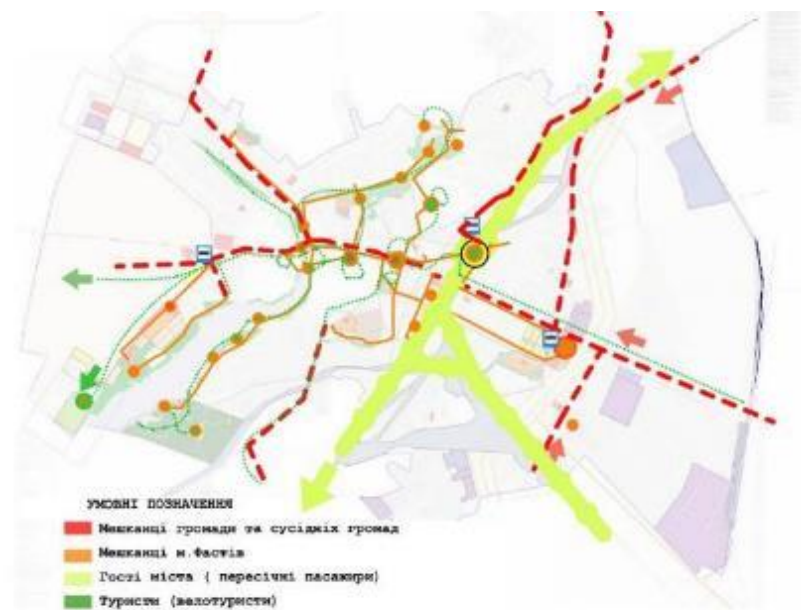 УМОВНІ ПОЗНАЧЕННЯ
Мешканці громади та сусідніх громад
Мешканці м.Фастів
Гості міста ( пересічні пасажири)
Туристи (велотуристи)